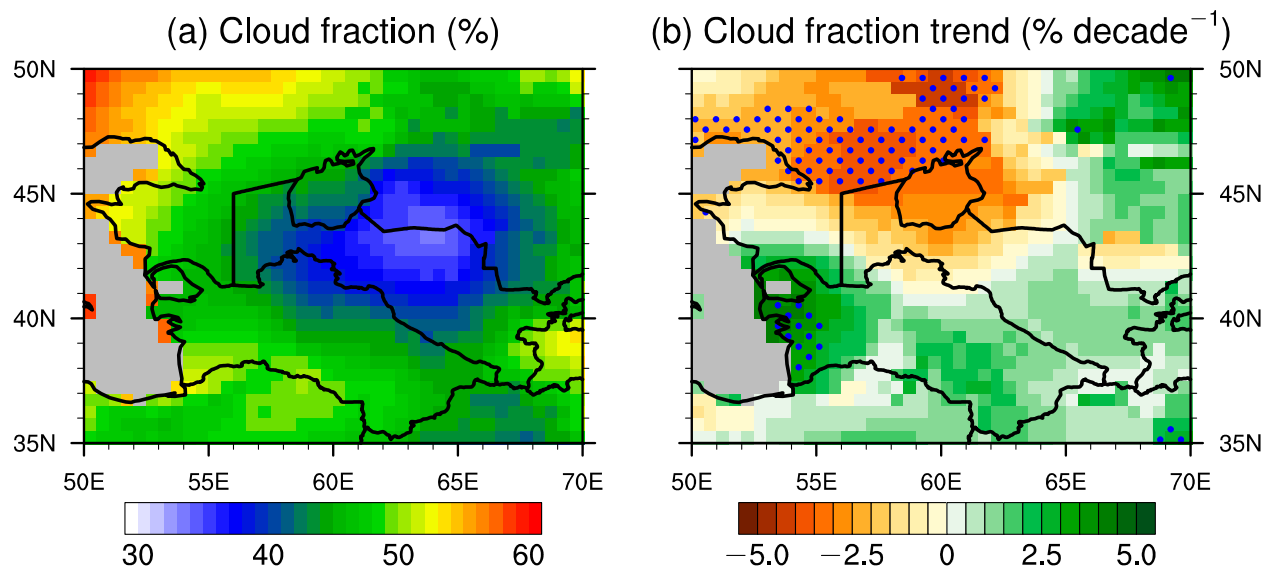 (a) Cloud fraction (%)
50N
45N
40N
35N
50E 55E 60E 65E 70E
30 40 50 60
(b) Cloud fraction trend (% decade⁻¹)
50N
45N
40N
35N
50E 55E 60E 65E 70E
−5.0 −2.5 0 2.5 5.0